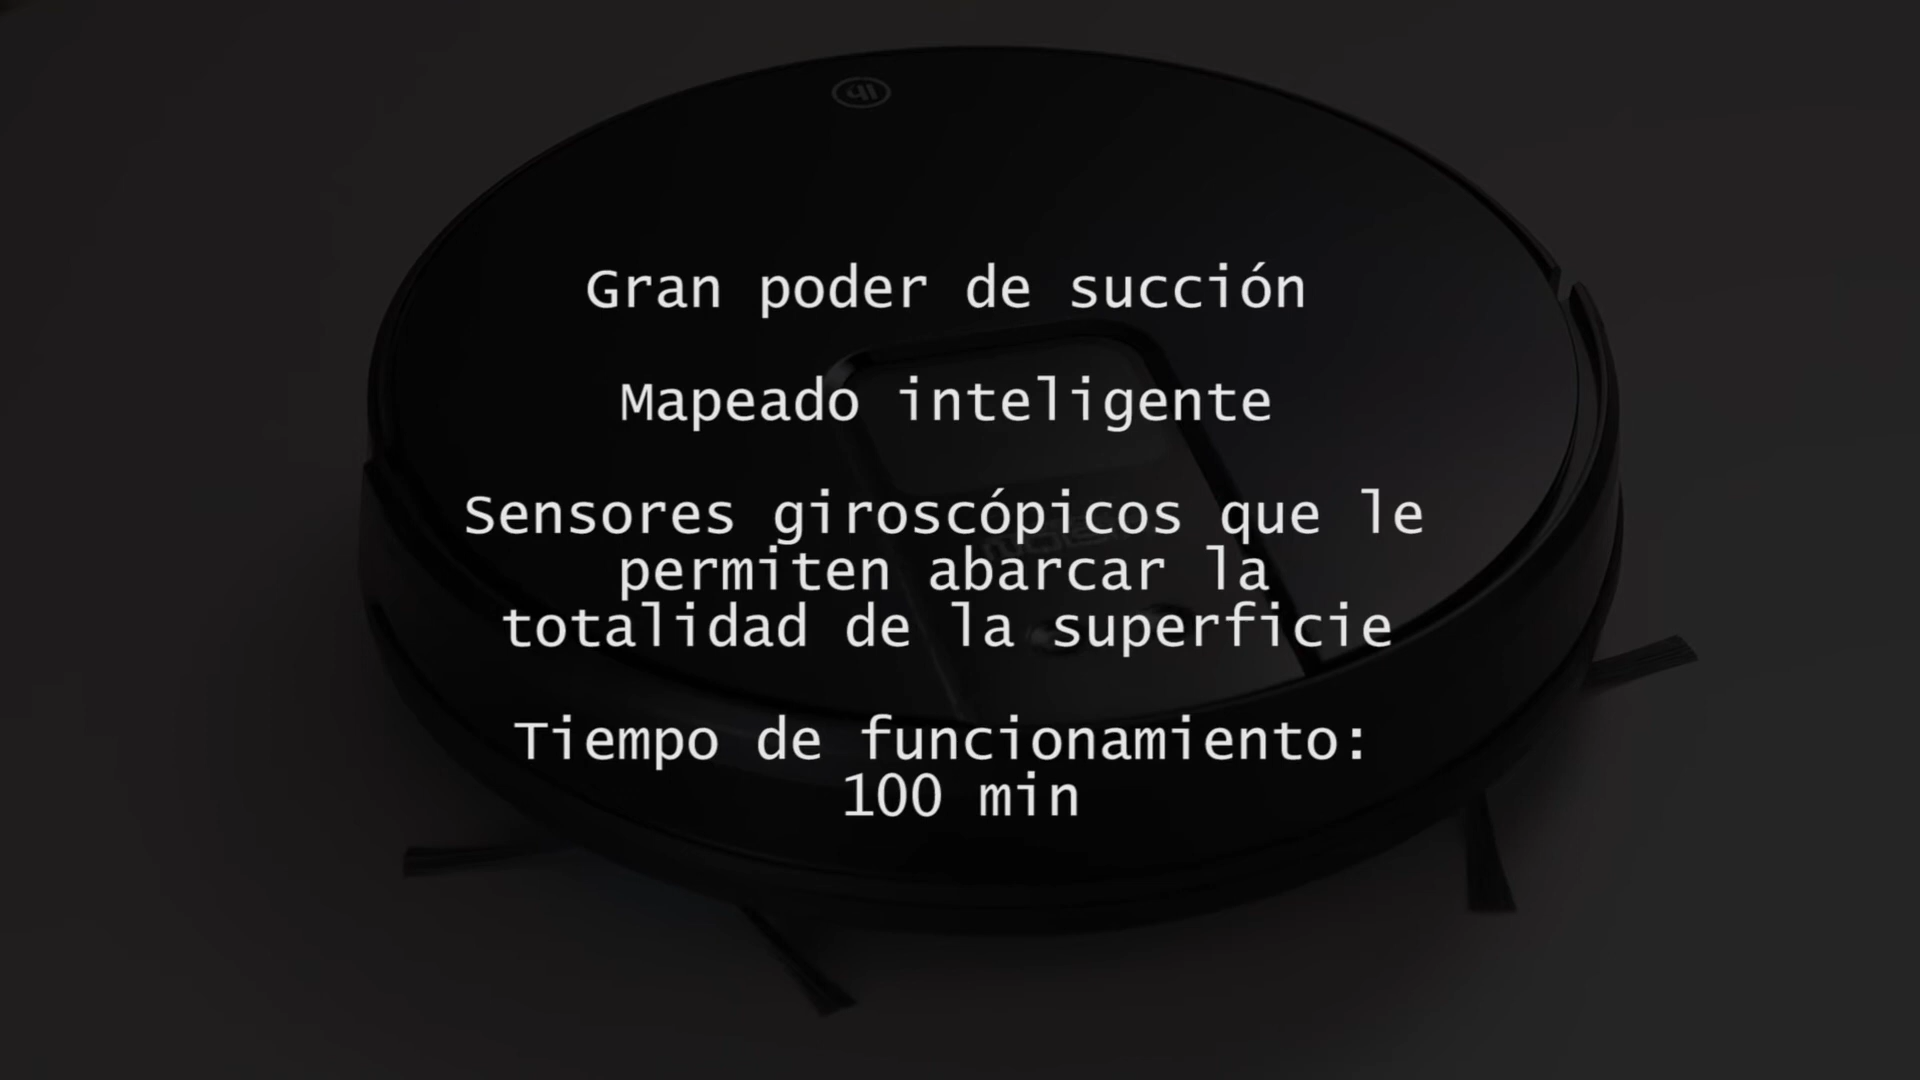 Gran poder de succión
Mapeado inteligente
Sensores giroscópicos que le
permiten abarcar la
totalidad de la superficie
Tiempo de funcionamiento:
100 min